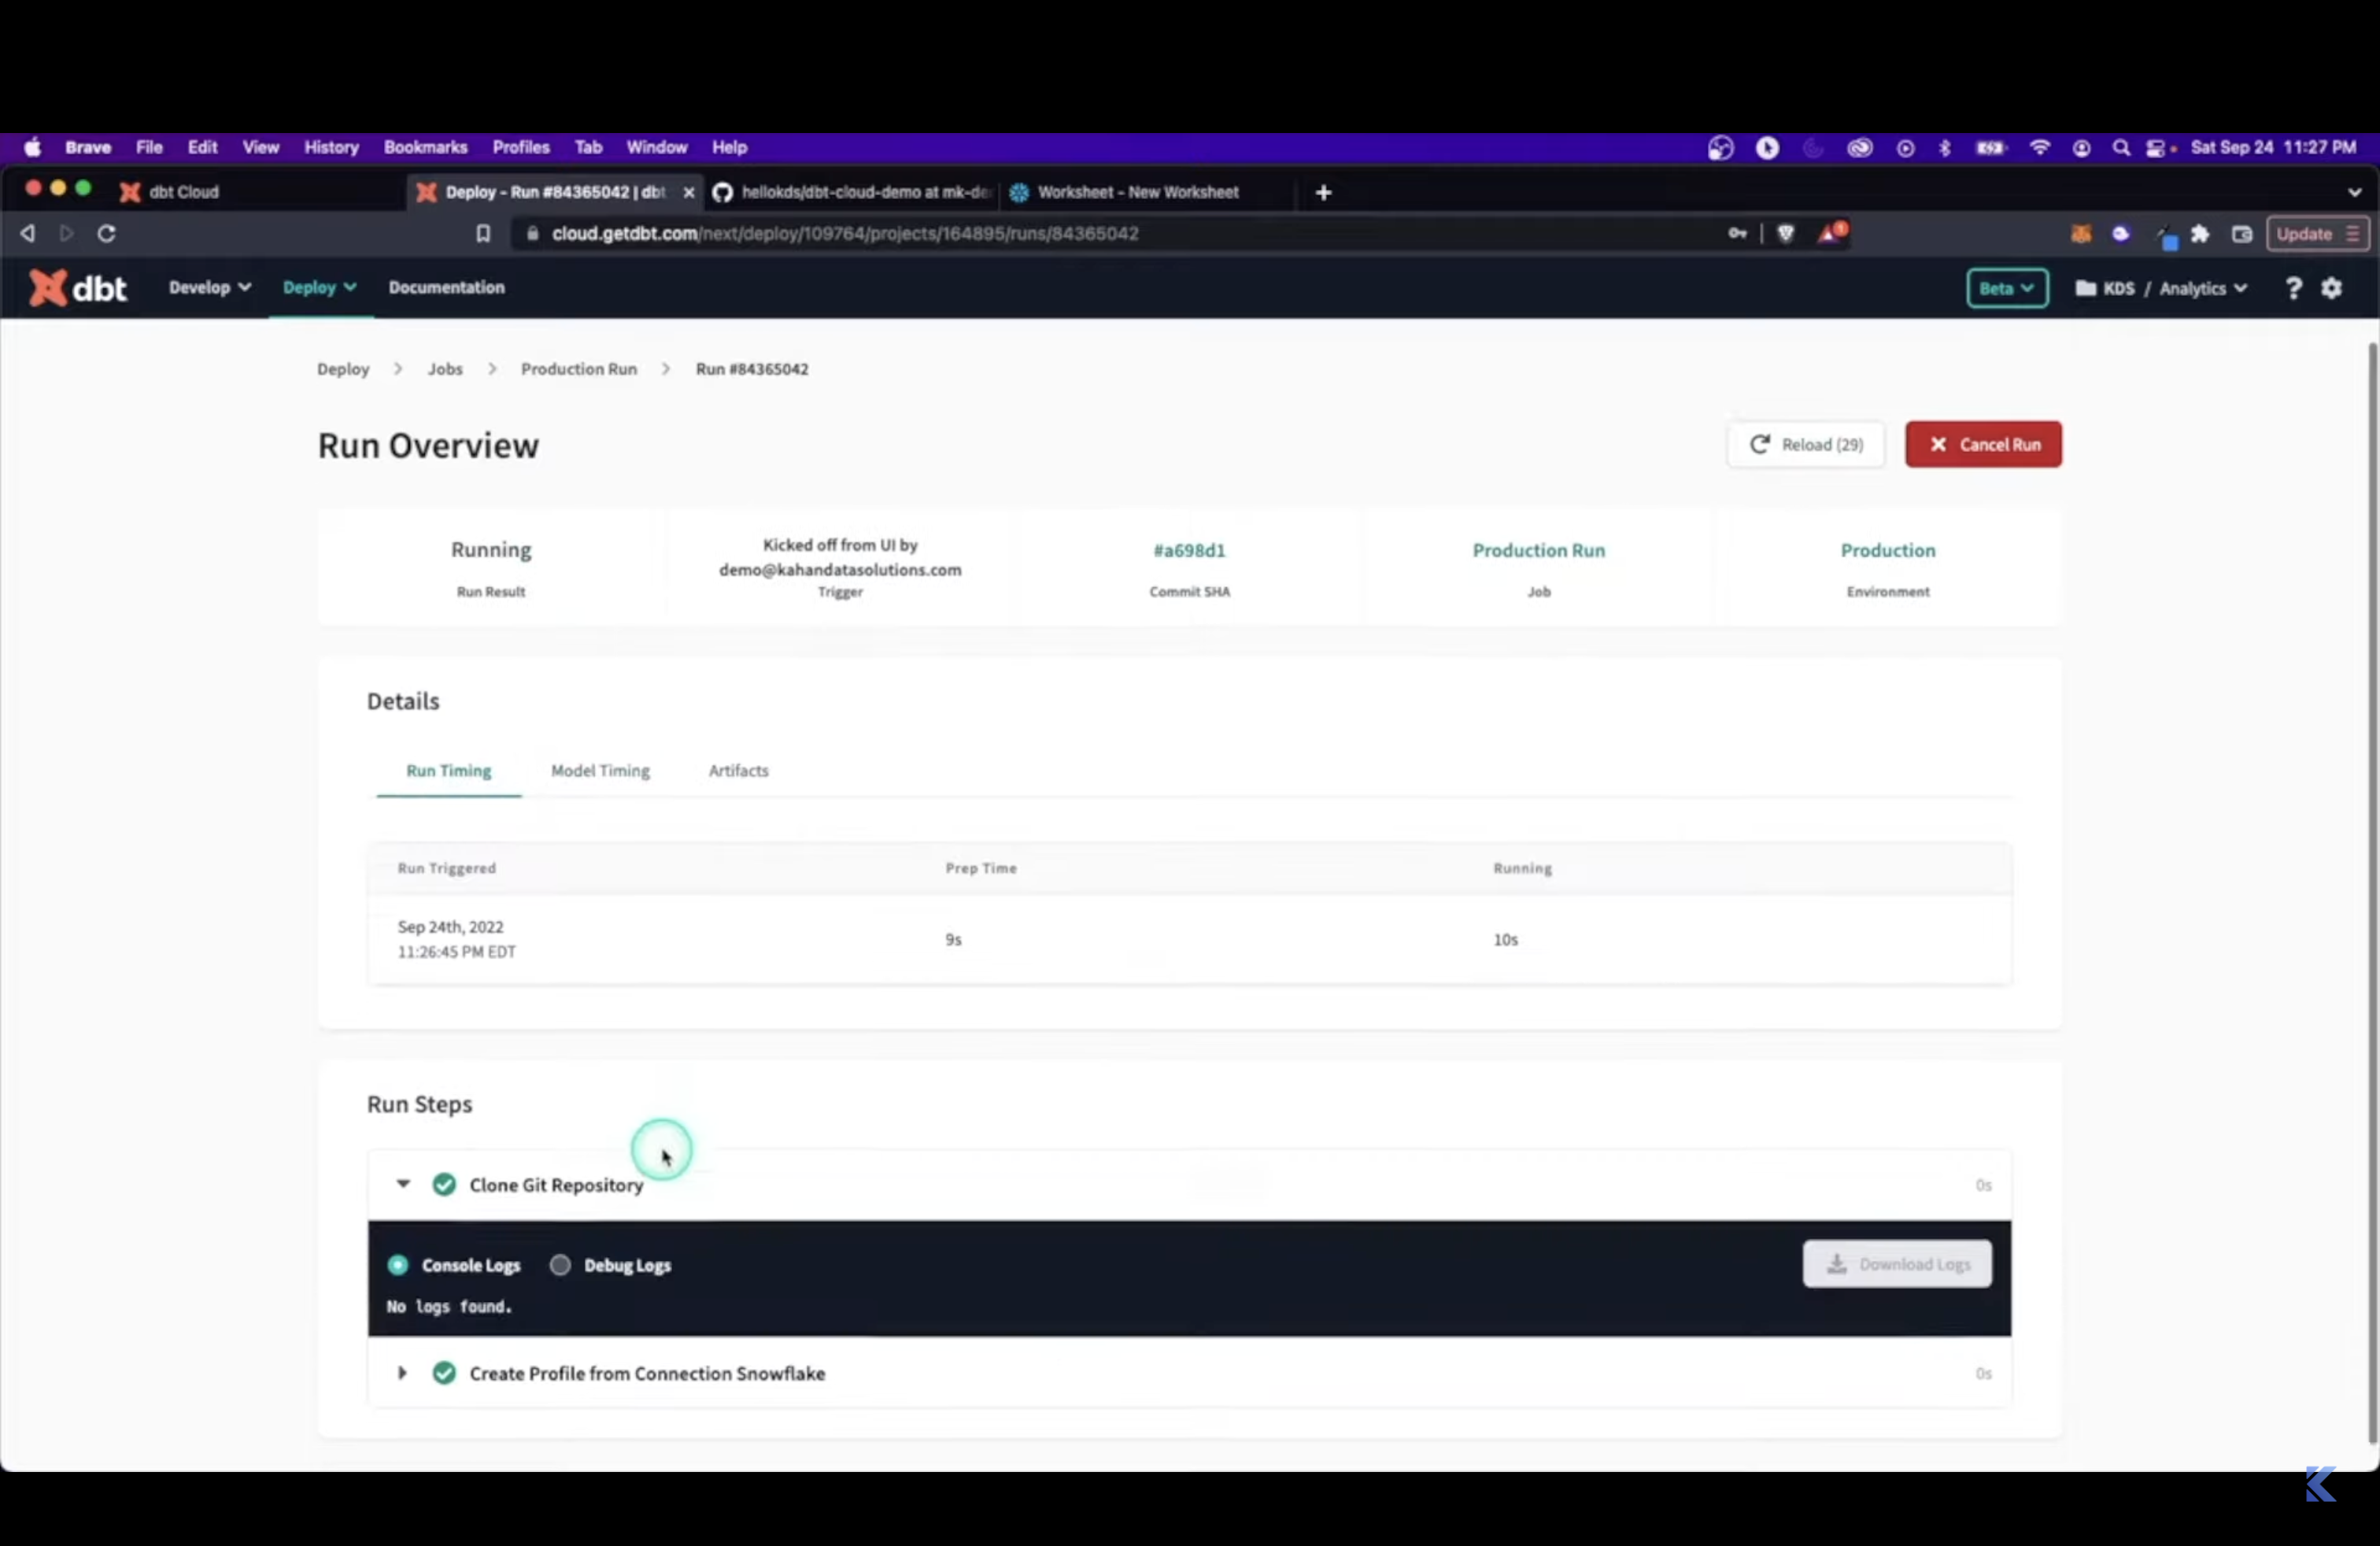 Brave File Edit View History Bookmarks Profiles Tab Window Help Sat Sep 24 11:27 PM
dbt Cloud Deploy - Run #84365042 | dbt hellokds/dbt-cloud-demo at mk-de Worksheet - New Worksheet
cloud.getdbt.com/next/deploy/109764/projects/164895/runs/84365042 1 Update
dbt Develop Deploy Documentation Beta KDS / Analytics ?
Deploy > Jobs > Production Run > Run #84365042
Run Overview Reload (29) Cancel Run
Running
Run Result
Kicked off from UI by
demo@kahandatasolutions.com
Trigger
#a698d1
Commit SHA
Production Run
Job
Production
Environment
Details
Run Timing Model Timing Artifacts
Run Triggered Prep Time Running
Sep 24th, 2022
11:26:45 PM EDT
9s
10s
Run Steps
Clone Git Repository 0s
Console Logs Debug Logs Download Logs
No logs found.
Create Profile from Connection Snowflake 0s